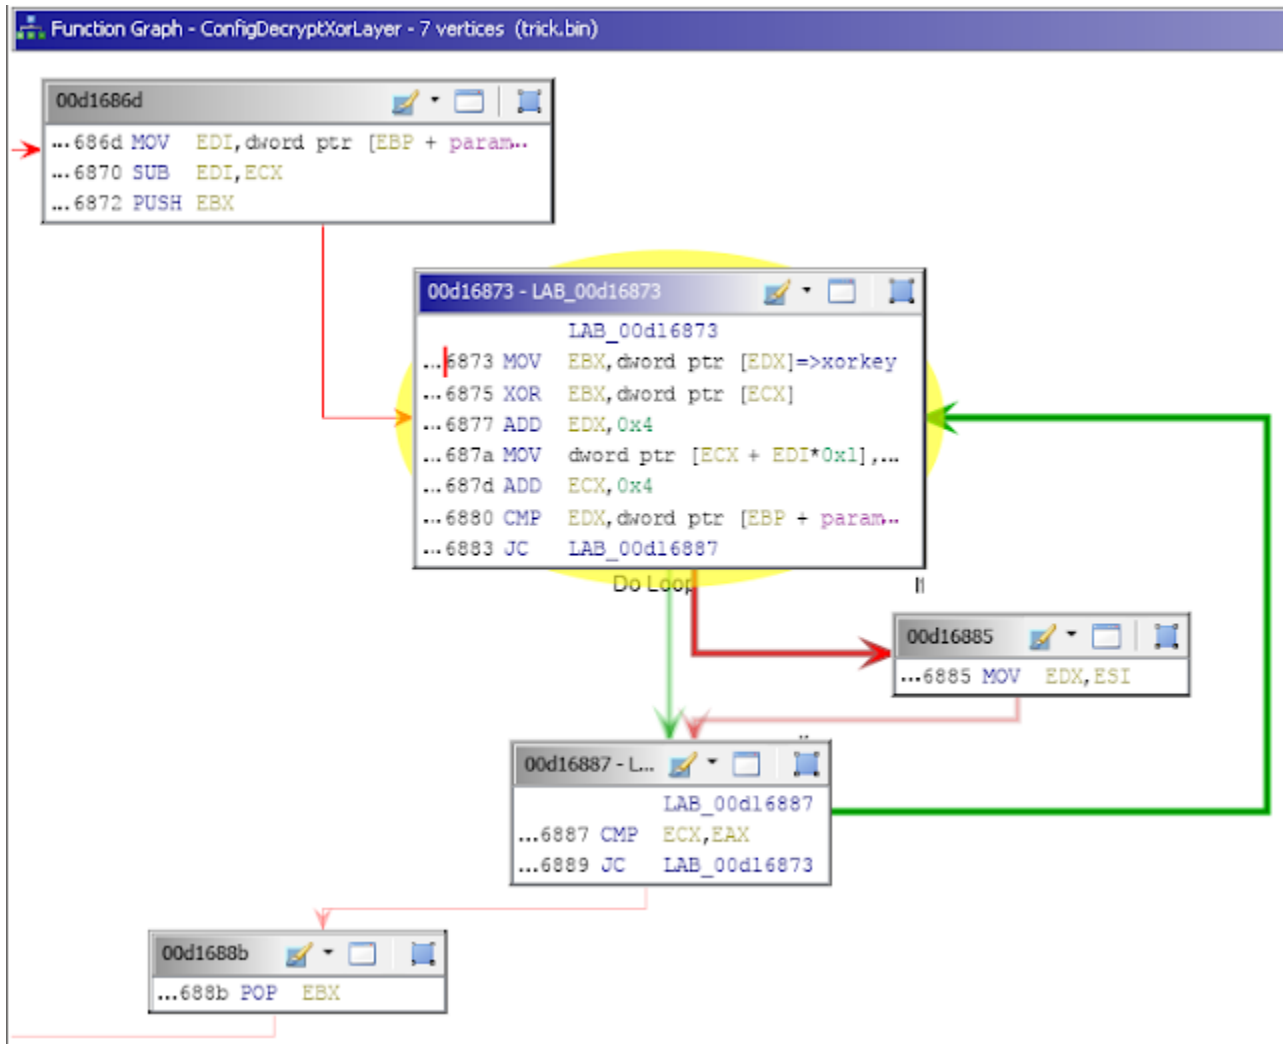 Function Graph - ConfigDecryptXorLayer - 7 vertices (trick.bin)
00d1686d
...686d MOV EDI,dword ptr [EBP + param...
...6870 SUB EDI,ECX
...6872 PUSH EBX
00d16873 - LAB_00d16873
LAB_00d16873
...6873 MOV EBX,dword ptr [EDX]=>xorkey
...6875 XOR EBX,dword ptr [ECX]
...6877 ADD EDX,0x4
...687a MOV dword ptr [ECX + EDI*0x1],...
...687d ADD ECX,0x4
...6880 CMP EDX,dword ptr [EBP + param...
...6883 JC LAB_00d16887
Do Loop
00d16885
...6885 MOV EDX,ESI
00d16887 - L...
LAB_00d16887
...6887 CMP ECX,EAX
...6889 JC LAB_00d16873
00d1688b
...688b POP EBX